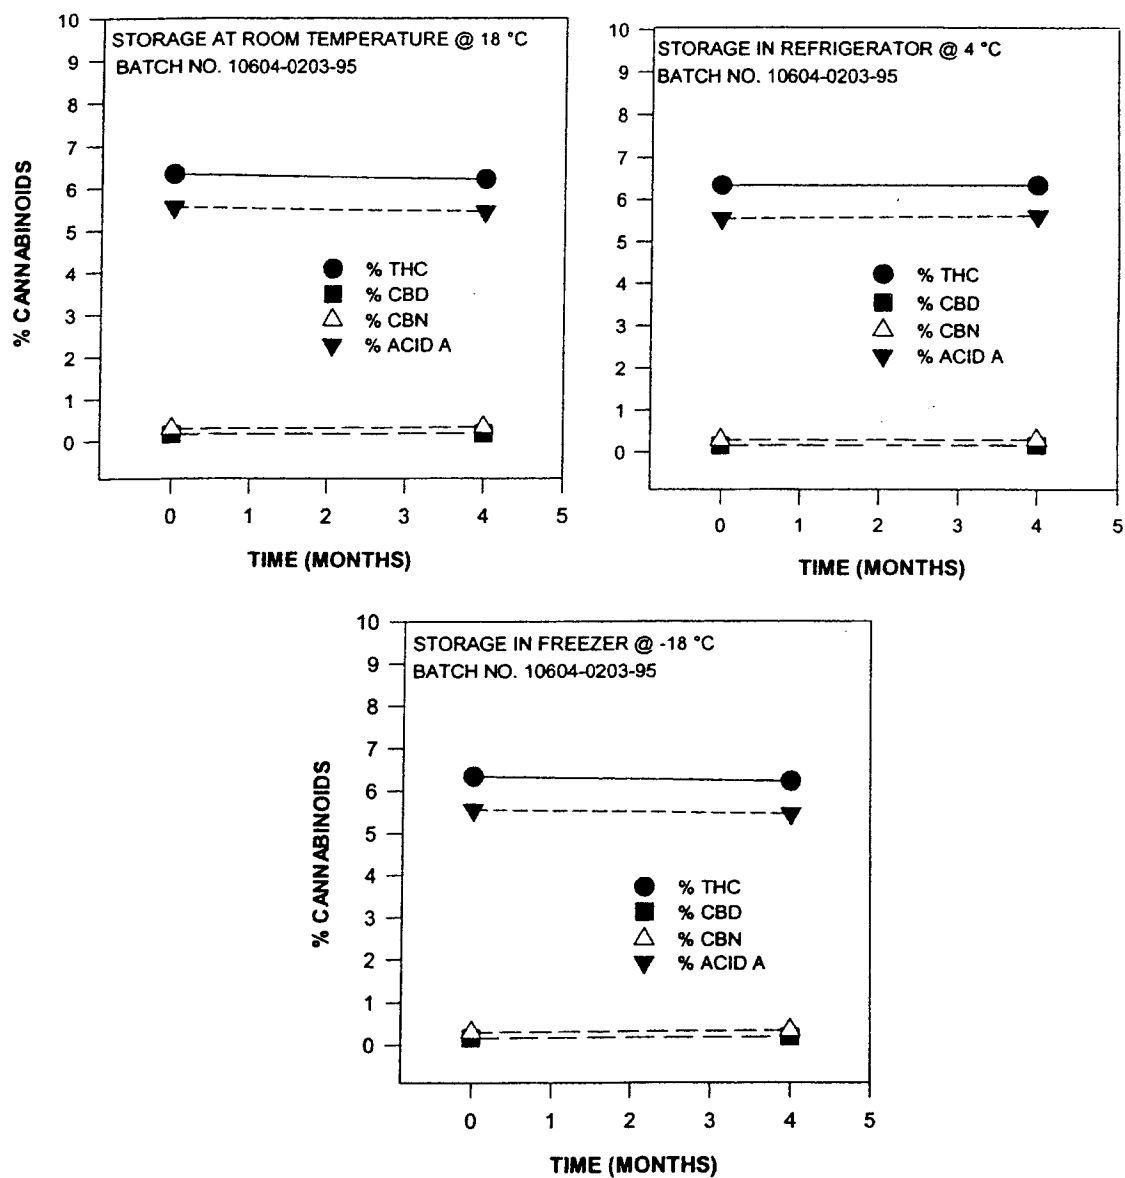 STORAGE AT ROOM TEMPERATURE @ 18 °C
BATCH NO. 10604-0203-95
10
9
8
7
6
5
4
3
2
1
0
% CANNABINOIDS
% THC
% CBD
% CBN
% ACID A
0 1 2 3 4 5
TIME (MONTHS)
STORAGE IN REFRIGERATOR @ 4 °C
BATCH NO. 10604-0203-95
10
9
8
7
6
5
4
3
2
1
0
% THC
% CBD
% CBN
% ACID A
0 1 2 3 4 5
TIME (MONTHS)
STORAGE IN FREEZER @ -18 °C
BATCH NO. 10604-0203-95
10
9
8
7
6
5
4
3
2
1
0
% CANNABINOIDS
% THC
% CBD
% CBN
% ACID A
0 1 2 3 4 5
TIME (MONTHS)